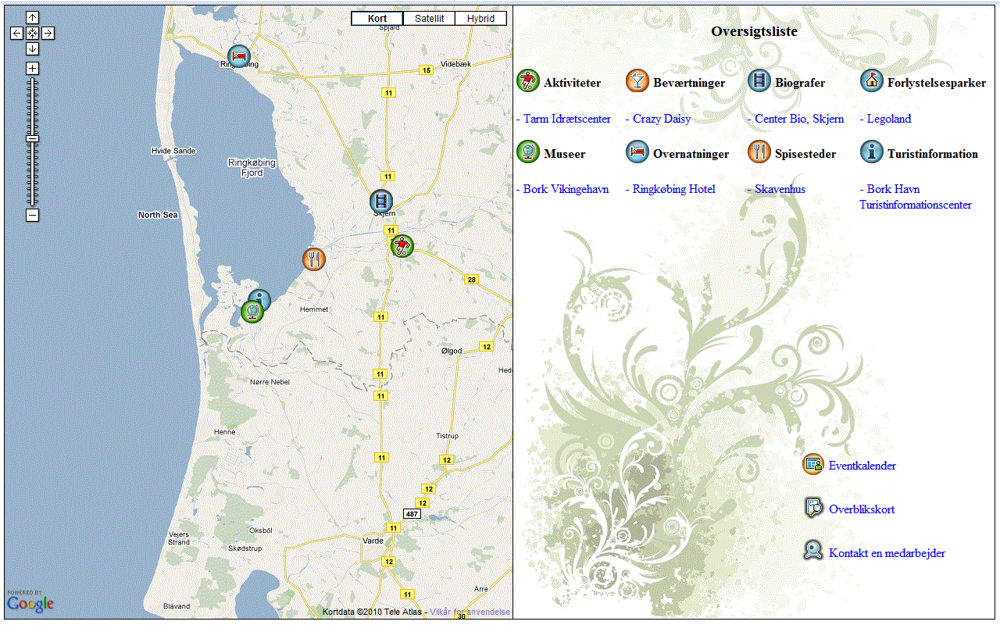 Kort Satellit Hybrid
Spjald
Videbæk
15
11
Hvide Sande
Ringkøbing
Fjord
11
North Sea
Skjern
11
28
Hemmet
11
12
Ølgod
11
Nørre Nebel
11
Henne
Tistrup
11
12
12
12
487
11
Vejers
Strand
Oksböl
Varde
Skødstrup
12
11
Arre
Blåvand
POWERED BY
Google
Kortdata ©2010 Tele Atlas - Vilkår for anvendelse
30
Oversigtsliste
Aktiviteter Beværtninger Biografer Forlystelsesparker
- Tarm Idrætscenter - Crazy Daisy - Center Bio, Skjern - Legoland
Museer Overnatninger Spisesteder Turistinformation
- Bork Vikingehavn - Ringkøbing Hotel - Skavenhus - Bork Havn
Turistinformationscenter
Eventkalender
Overblikskort
Kontakt en medarbejder